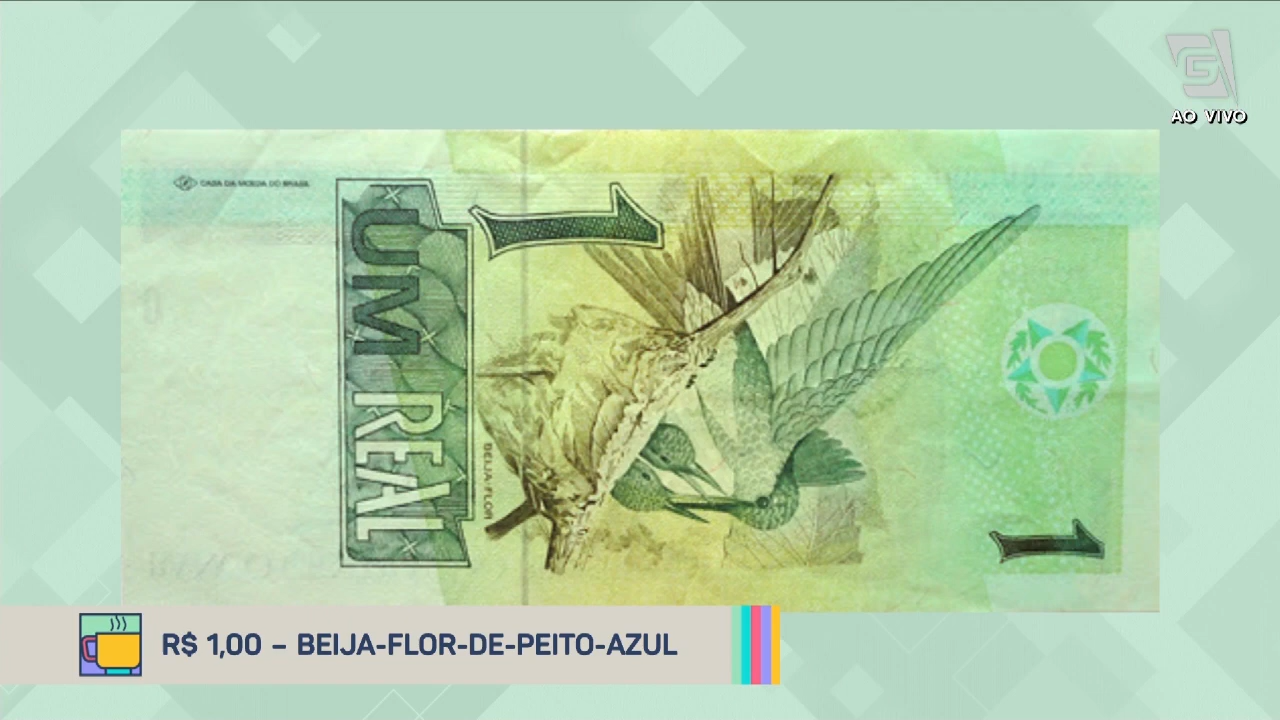 AO VIVO
CASA DA MOEDA DO BRASIL
UM REAL
1
BEIJA-FLOR
1
R$ 1,00 – BEIJA-FLOR-DE-PEITO-AZUL